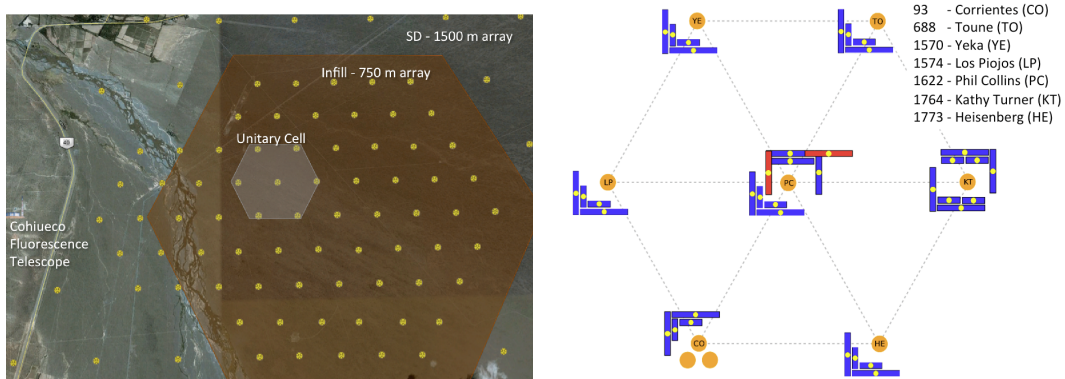 SD - 1500 m array
Infill - 750 m array
Unitary Cell
40
Cohiueco
Fluorescence
Telescope
YE
TO
LP
PC
KT
CO
HE
93 - Corrientes (CO)
688 - Toune (TO)
1570 - Yeka (YE)
1574 - Los Piojos (LP)
1622 - Phil Collins (PC)
1764 - Kathy Turner (KT)
1773 - Heisenberg (HE)